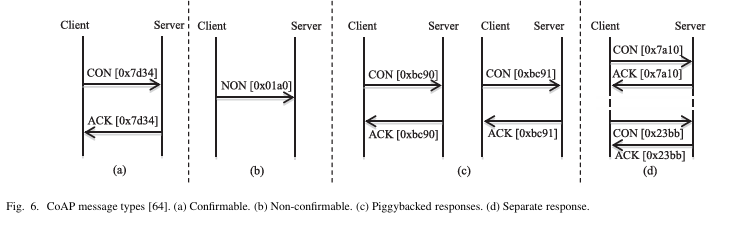 Client Server Client Server Client Server Client Server Client Server
CON [0x7d34]
ACK [0x7d34]
(a)
NON [0x01a0]
(b)
CON [0xbc90]
ACK [0xbc90]
CON [0xbc91]
ACK [0xbc91]
(c)
CON [0x7a10]
ACK [0x7a10]
CON [0x23bb]
ACK [0x23bb]
(d)
Fig. 6. CoAP message types [64]. (a) Confirmable. (b) Non-confirmable. (c) Piggybacked responses. (d) Separate response.